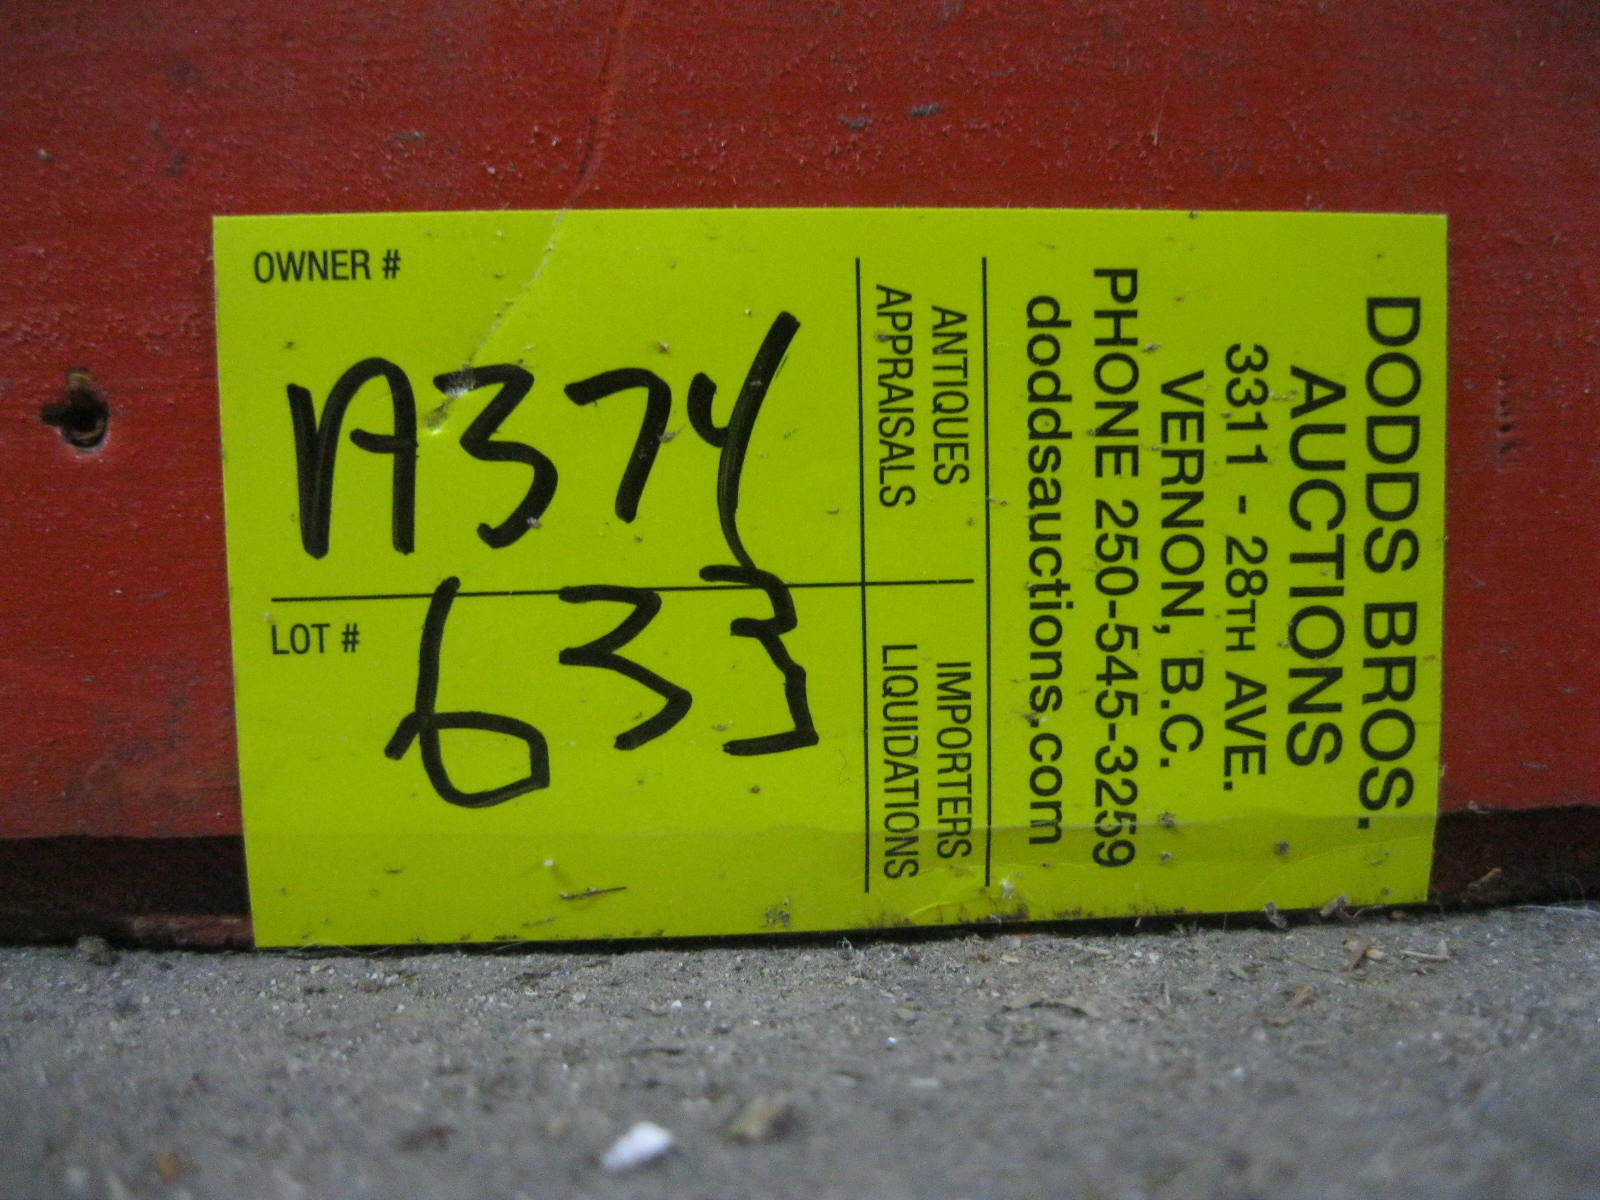 OWNER #
A374
LOT #
633
ANTIQUES
APPRAISALS
IMPORTERS
LIQUIDATIONS
DODDS BROS.
AUCTIONS
3311 - 28TH AVE.
VERNON, B.C.
PHONE 250-545-3259
doddsauctions.com